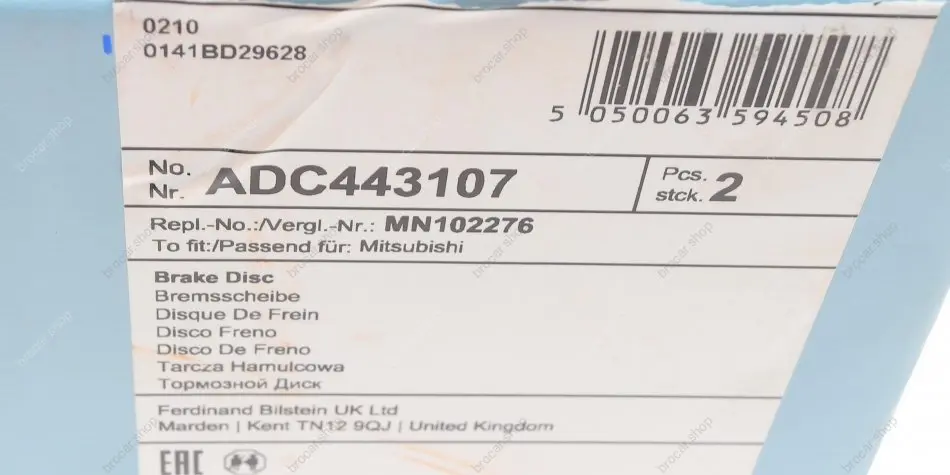 0210
0141BD29628
5 050063 594508
No.
Nr. ADC443107
Pcs.
stck. 2
Repl.-No.:/Vergl.-Nr.: MN102276
To fit:/Passend für: Mitsubishi
Brake Disc
Bremsscheibe
Disque De Frein
Disco Freno
Disco De Freno
Tarcza Hamulcowa
Тормозной Диск
Ferdinand Bilstein UK Ltd
Marden | Kent TN12 9QJ | United Kingdom
EAC
brocar.shop